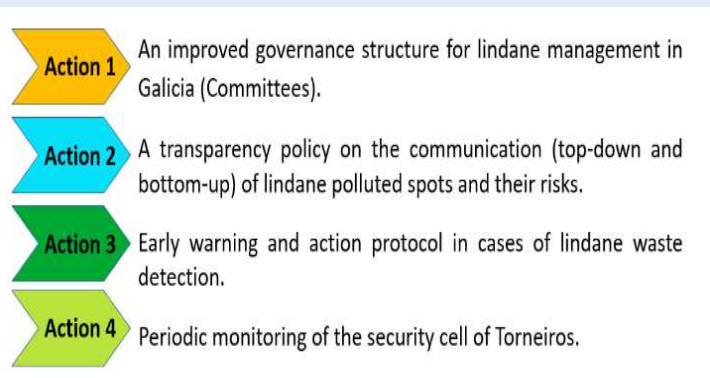 Action 1
An improved governance structure for lindane management in
Galicia (Committees).
Action 2
A transparency policy on the communication (top-down and
bottom-up) of lindane polluted spots and their risks.
Action 3
Early warning and action protocol in cases of lindane waste
detection.
Action 4
Periodic monitoring of the security cell of Torneiros.